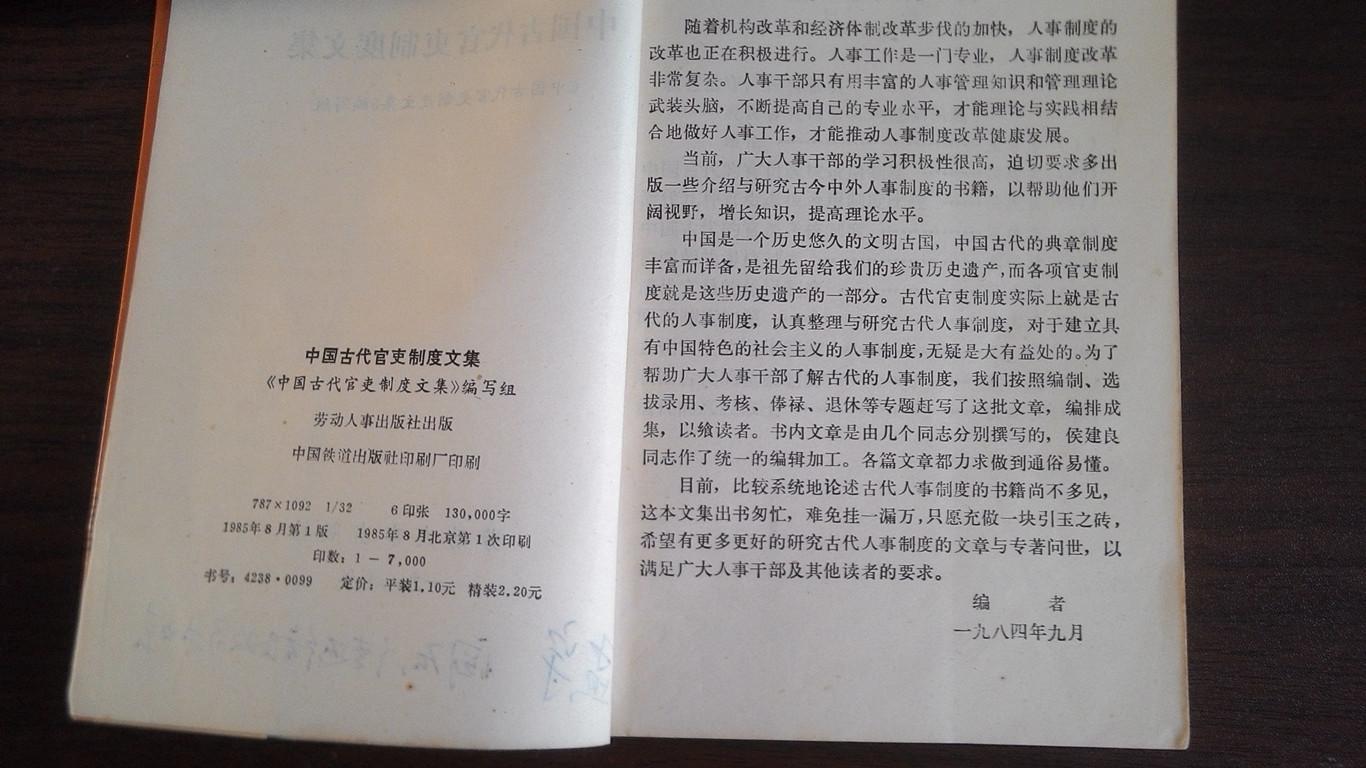 中国古代官吏制度文集
《中国古代官吏制度文集》编写组
劳动人事出版社出版
中国铁道出版社印刷厂印刷
787×1092 1/32 6印张 130,000字
1985年8月第1版 1985年8月北京第1次印刷
印数：1－7,000
书号：4238·0099 定价：平装1.10元 精装2.20元
随着机构改革和经济体制改革步伐的加快，人事制度的
改革也正在积极进行。人事工作是一门专业，人事制度改革
非常复杂。人事干部只有用丰富的人事管理知识和管理理论
武装头脑，不断提高自己的专业水平，才能理论与实践相结
合地做好人事工作，才能推动人事制度改革健康发展。
当前，广大人事干部的学习积极性很高，迫切要求多出
版一些介绍与研究古今中外人事制度的书籍，以帮助他们开
阔视野，增长知识，提高理论水平。
中国是一个历史悠久的文明古国，中国古代的典章制度
丰富而详备，是祖先留给我们的珍贵历史遗产，而各项官吏制
度就是这些历史遗产的一部分。古代官吏制度实际上就是古
代的人事制度，认真整理与研究古代人事制度，对于建立具
有中国特色的社会主义的人事制度，无疑是大有益处的。为了
帮助广大人事干部了解古代的人事制度，我们按照编制、选
拔录用、考核、俸禄、退休等专题赶写了这批文章，编排成
集，以飨读者。书内文章是由几个同志分别撰写的，侯建良
同志作了统一的编辑加工。各篇文章都力求做到通俗易懂。
目前，比较系统地论述古代人事制度的书籍尚不多见，
这本文集出书匆忙，难免挂一漏万，只愿充做一块引玉之砖，
希望有更多更好的研究古代人事制度的文章与专著问世，以
满足广大人事干部及其他读者的要求。
编 者
一九八四年九月